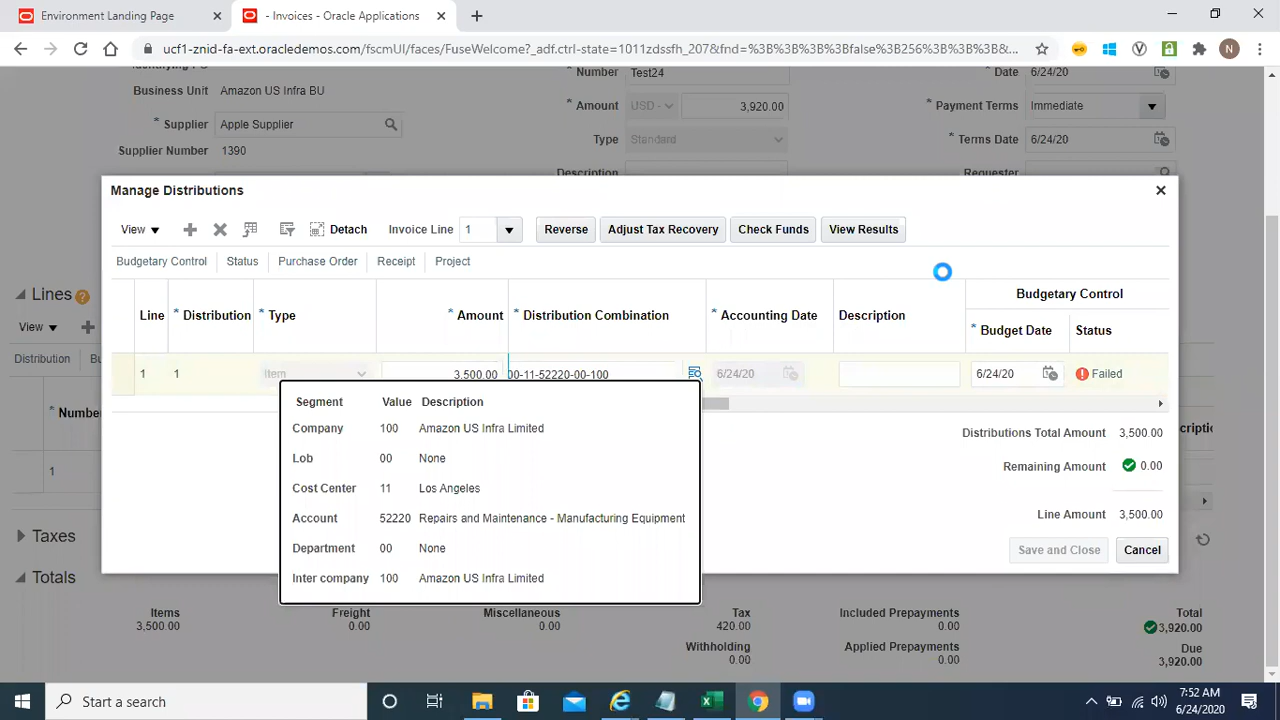 Environment Landing Page
- Invoices - Oracle Applications
ucf1-znid-fa-ext.oracledemos.com/fscmUI/faces/FuseWelcome?_adf.ctrl-state=1011zdssfh_207&fnd=%3B%3B%3B%3Bfalse%3B256%3B%3B%3B&...
Business Unit Amazon US Infra BU
* Supplier Apple Supplier
Supplier Number 1390
Number Test24
* Amount USD - 3,920.00
Type Standard
Description
* Date 6/24/20
* Payment Terms Immediate
* Terms Date 6/24/20
Requester
Manage Distributions
View
Detach
Invoice Line 1
Reverse
Adjust Tax Recovery
Check Funds
View Results
Budgetary Control Status Purchase Order Receipt Project
Budgetary Control
Line * Distribution * Type * Amount * Distribution Combination * Accounting Date Description * Budget Date Status
1 1 Item 3,500.00 00-11-52220-00-100 6/24/20 6/24/20 Failed
Segment Value Description
Company 100 Amazon US Infra Limited
Lob 00 None
Cost Center 11 Los Angeles
Account 52220 Repairs and Maintenance - Manufacturing Equipment
Department 00 None
Inter company 100 Amazon US Infra Limited
Distributions Total Amount 3,500.00
Remaining Amount 0.00
Line Amount 3,500.00
Save and Close Cancel
Lines
View
Distribution
* Number
1
Taxes
Totals
Items 3,500.00
Freight 0.00
Miscellaneous 0.00
Tax 420.00
Withholding 0.00
Included Prepayments 0.00
Applied Prepayments 0.00
Total 3,920.00
Due 3,920.00
Start a search
7:52 AM
6/24/2020